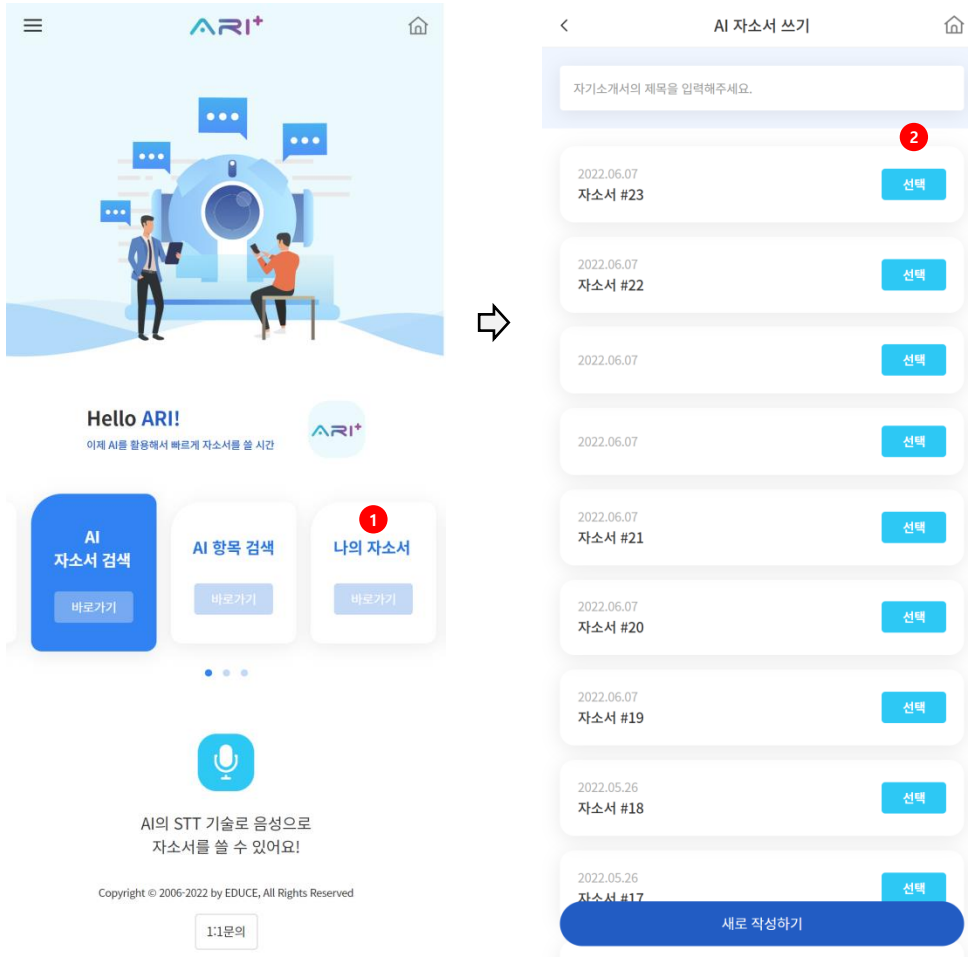 ARI+
Hello ARI!
이제 AI를 활용해서 빠르게 자소서를 쓸 시간
ARI+
AI
자소서 검색
바로가기
AI 항목 검색
바로가기
1
나의 자소서
바로가기
AI의 STT 기술로 음성으로
자소서를 쓸 수 있어요!
Copyright © 2006-2022 by EDUCE, All Rights Reserved
1:1문의
AI 자소서 쓰기
자기소개서의 제목을 입력해주세요.
2
2022.06.07
자소서 #23
선택
2022.06.07
자소서 #22
선택
2022.06.07
선택
2022.06.07
선택
2022.06.07
자소서 #21
선택
2022.06.07
자소서 #20
선택
2022.06.07
자소서 #19
선택
2022.05.26
자소서 #18
선택
2022.05.26
자소서 #17
선택
새로 작성하기